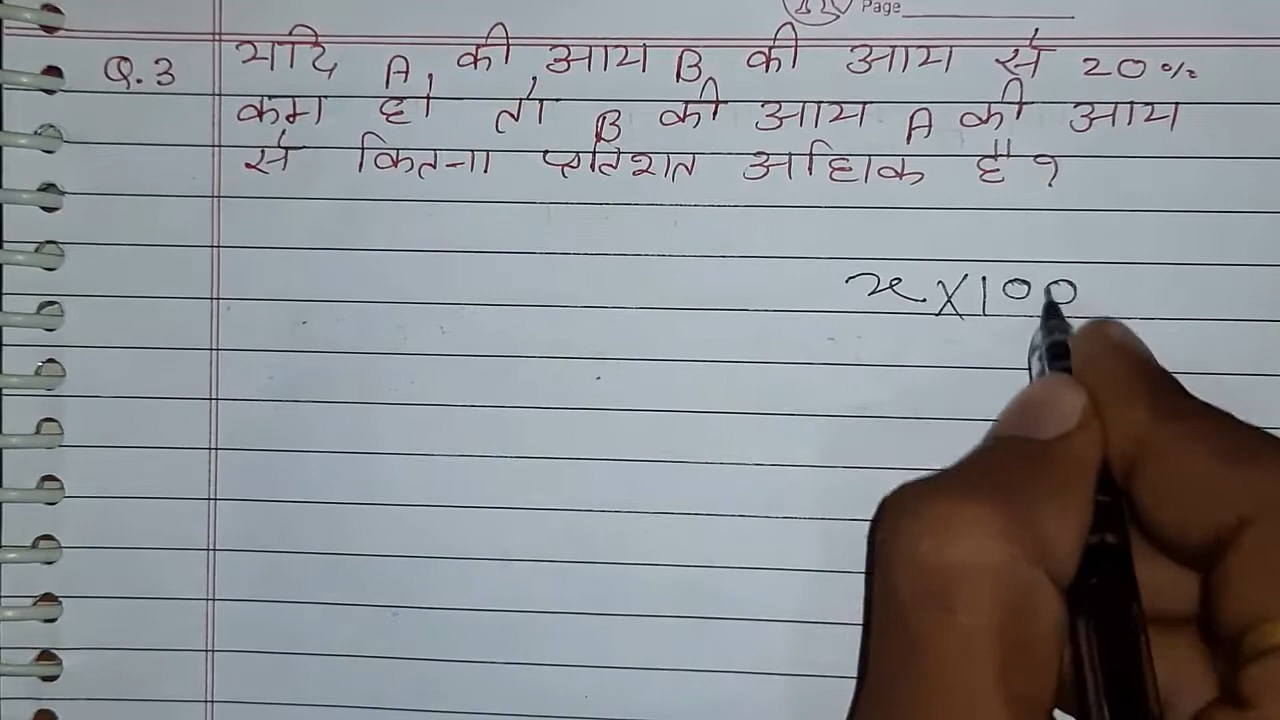 Page
Q.3 यदि A की आय B की आय से 20%
कम हो तो B की आय A की आय
से कितना प्रतिशत अधिक है ?
x X 100